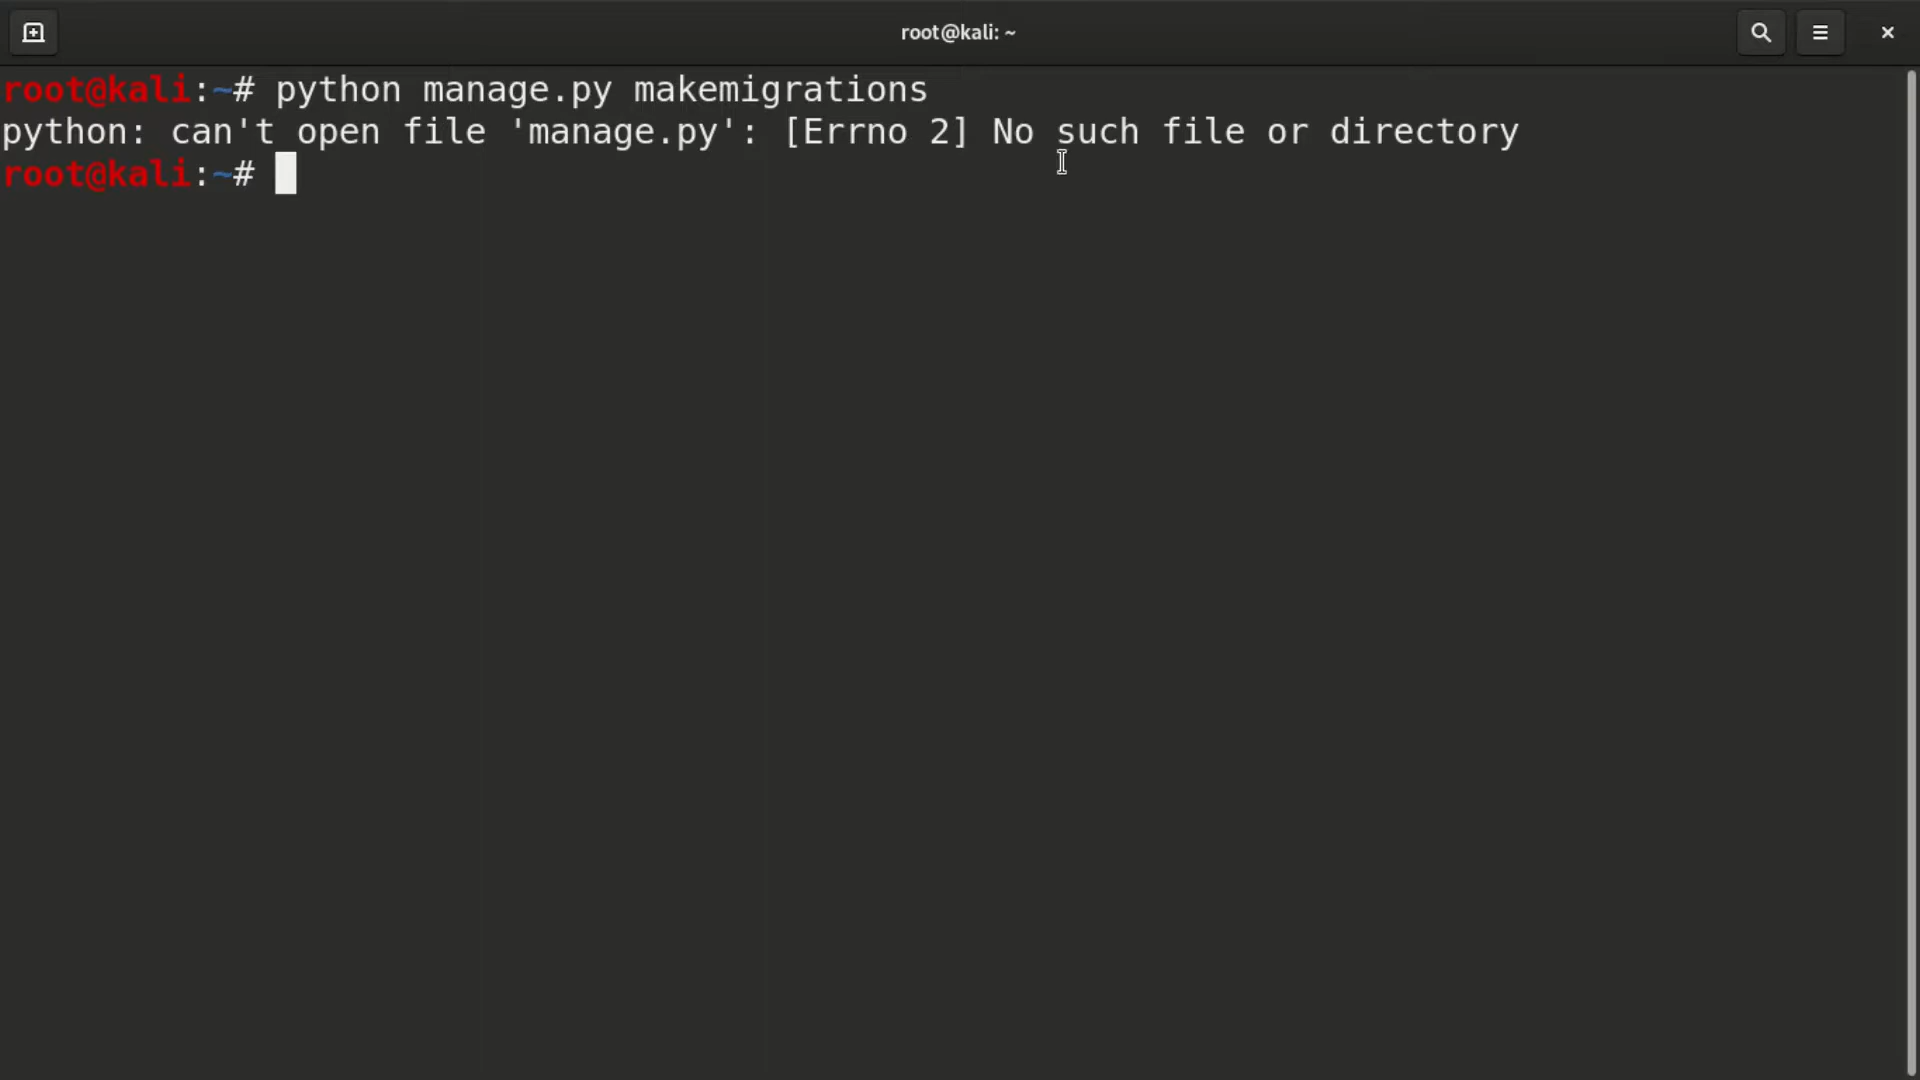 root@kali: ~
root@kali:~# python manage.py makemigrations
python: can't open file 'manage.py': [Errno 2] No such file or directory
root@kali:~#